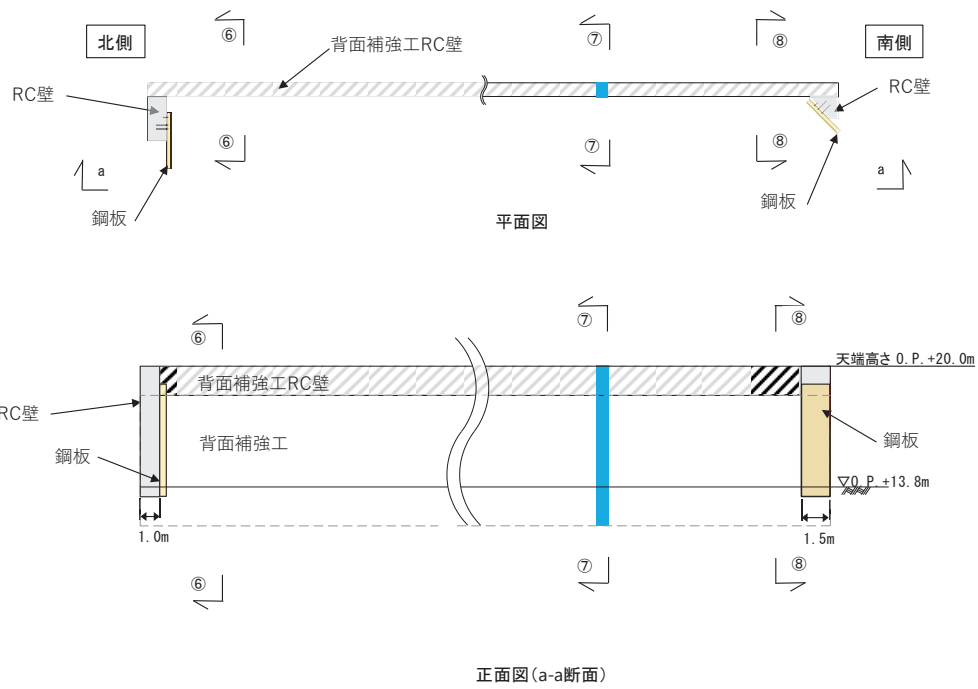 ⑥
⑦
⑧
北側
背面補強工RC壁
南側
RC壁
RC壁
⑥
⑦
⑧
a
a
鋼板
鋼板
平面図
⑥
⑦
⑧
天端高さ O.P.+20.0m
背面補強工RC壁
RC壁
背面補強工
鋼板
鋼板
▽O.P.+13.8m
1.0m
1.5m
⑥
⑦
⑧
正面図(a-a断面)